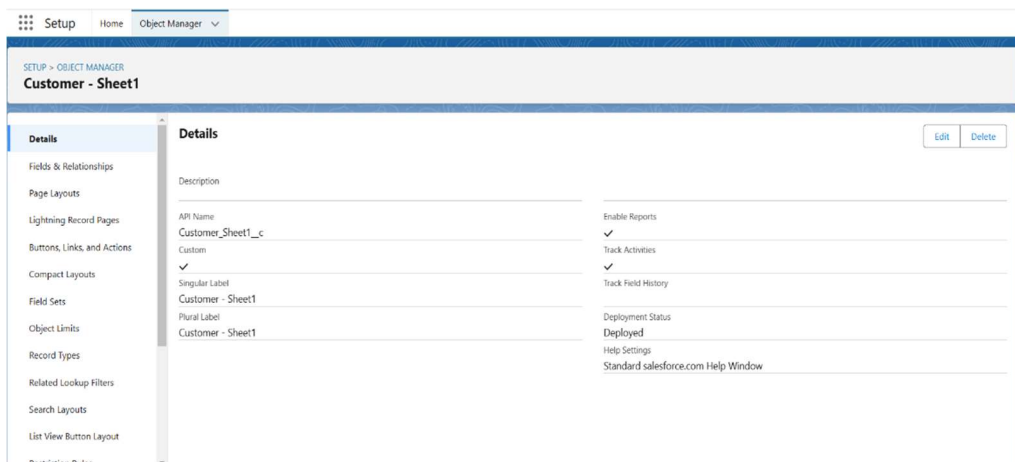 Setup Home Object Manager
SETUP > OBJECT MANAGER
Customer - Sheet1
Details
Fields & Relationships
Page Layouts
Lightning Record Pages
Buttons, Links, and Actions
Compact Layouts
Field Sets
Object Limits
Record Types
Related Lookup Filters
Search Layouts
List View Button Layout
Details
Edit Delete
Description
API Name
Customer_Sheet1__c
Custom
Singular Label
Customer - Sheet1
Plural Label
Customer - Sheet1
Enable Reports
Track Activities
Track Field History
Deployment Status
Deployed
Help Settings
Standard salesforce.com Help Window